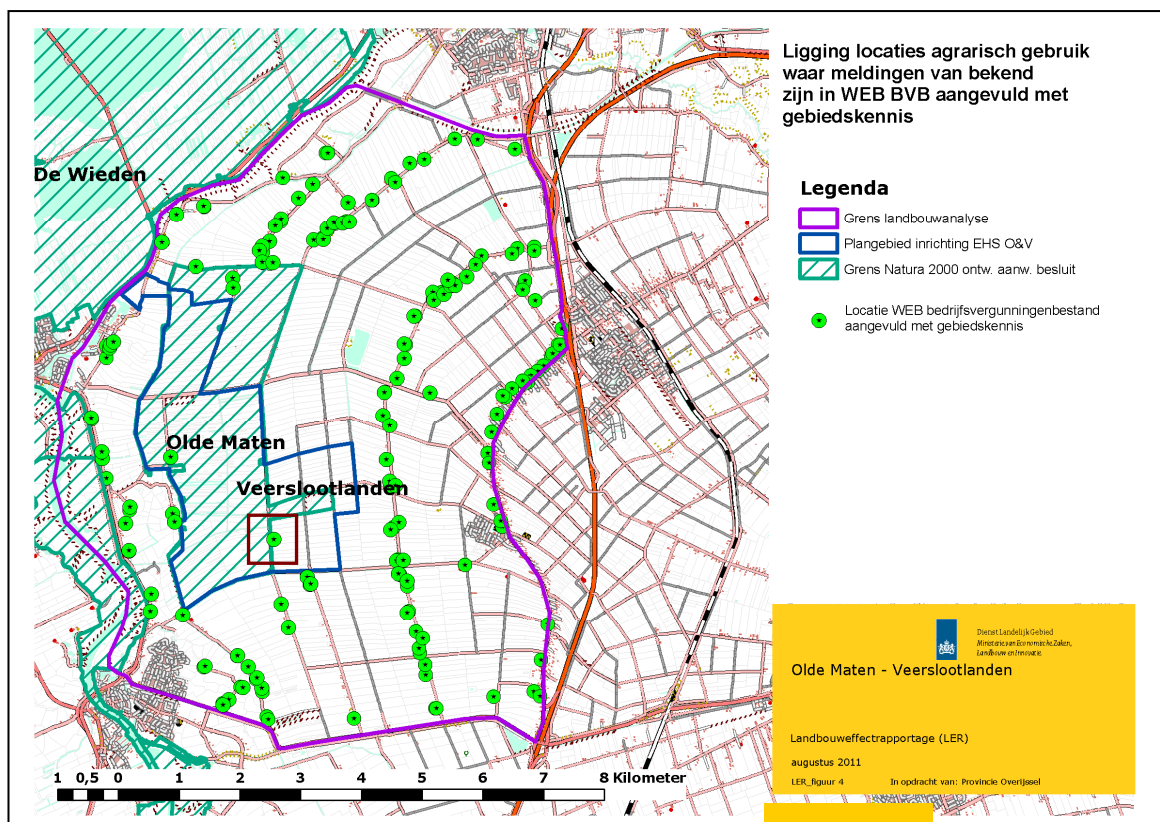 Ligging locaties agrarisch gebruik
waar meldingen van bekend
zijn in WEB BVB aangevuld met
gebiedskennis
De Wieden
Legenda
Grens landbouwanalyse
Plangebied inrichting EHS O&V
Grens Natura 2000 ontw. aanw. besluit
Locatie WEB bedrijfsvergunningenbestand
aangevuld met gebiedskennis
Olde Maten
Veerslootlanden
Dienst Landelijk Gebied
Ministerie van Economische Zaken,
Landbouw en Innovatie.
Olde Maten - Veerslootlanden
Landbouweffectrapportage (LER)
augustus 2011
LER_figuur 4 In opdracht van: Provincie Overijssel
1 0,5 0 1 2 3 4 5 6 7 8 Kilometer